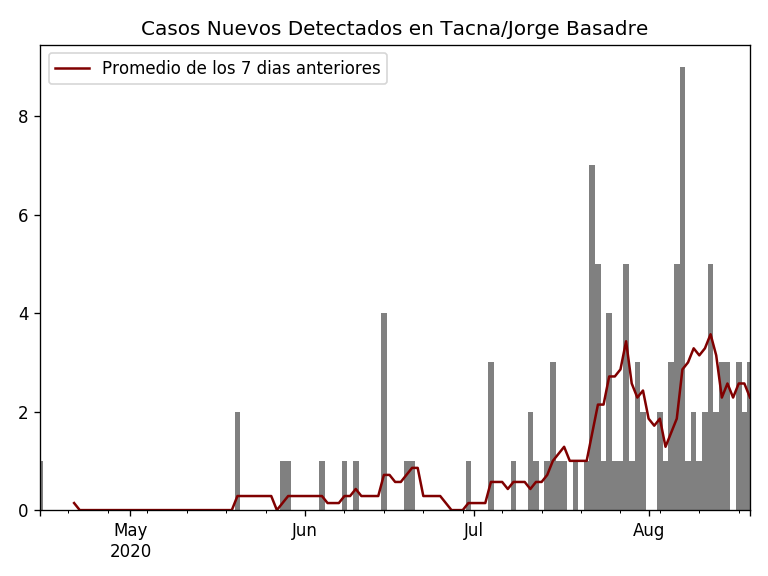 Casos Nuevos Detectados en Tacna/Jorge Basadre
Promedio de los 7 dias anteriores
8
6
4
2
0
May Jun Jul Aug
2020